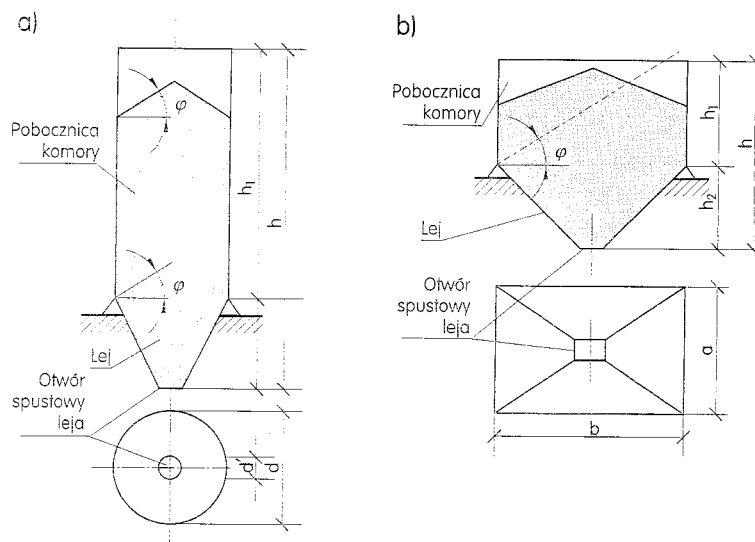 a)
φ
Pobocznica
komory
h₁
h
φ
Lej
Otwór
spustowy
leja
d'
d
b)
Pobocznica
komory
φ
h₁
h
h₂
Lej
Otwór
spustowy
leja
a
b